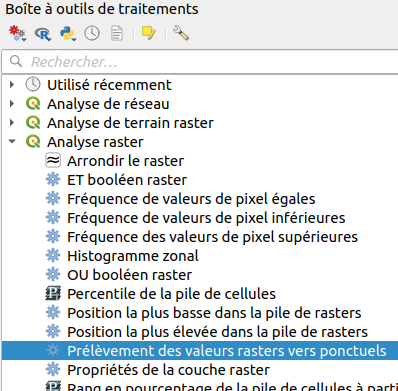 Boîte à outils de traitements
Rechercher…
Utilisé récemment
Analyse de réseau
Analyse de terrain raster
Analyse raster
Arrondir le raster
ET booléen raster
Fréquence de valeurs de pixel égales
Fréquence de valeurs de pixel inférieures
Fréquence des valeurs de pixel supérieures
Histogramme zonal
OU booléen raster
Percentile de la pile de cellules
Position la plus basse dans la pile de rasters
Position la plus élevée dans la pile de rasters
Prélèvement des valeurs rasters vers ponctuels
Propriétés de la couche raster
Rang en pourcentage de la pile de cellules à parti